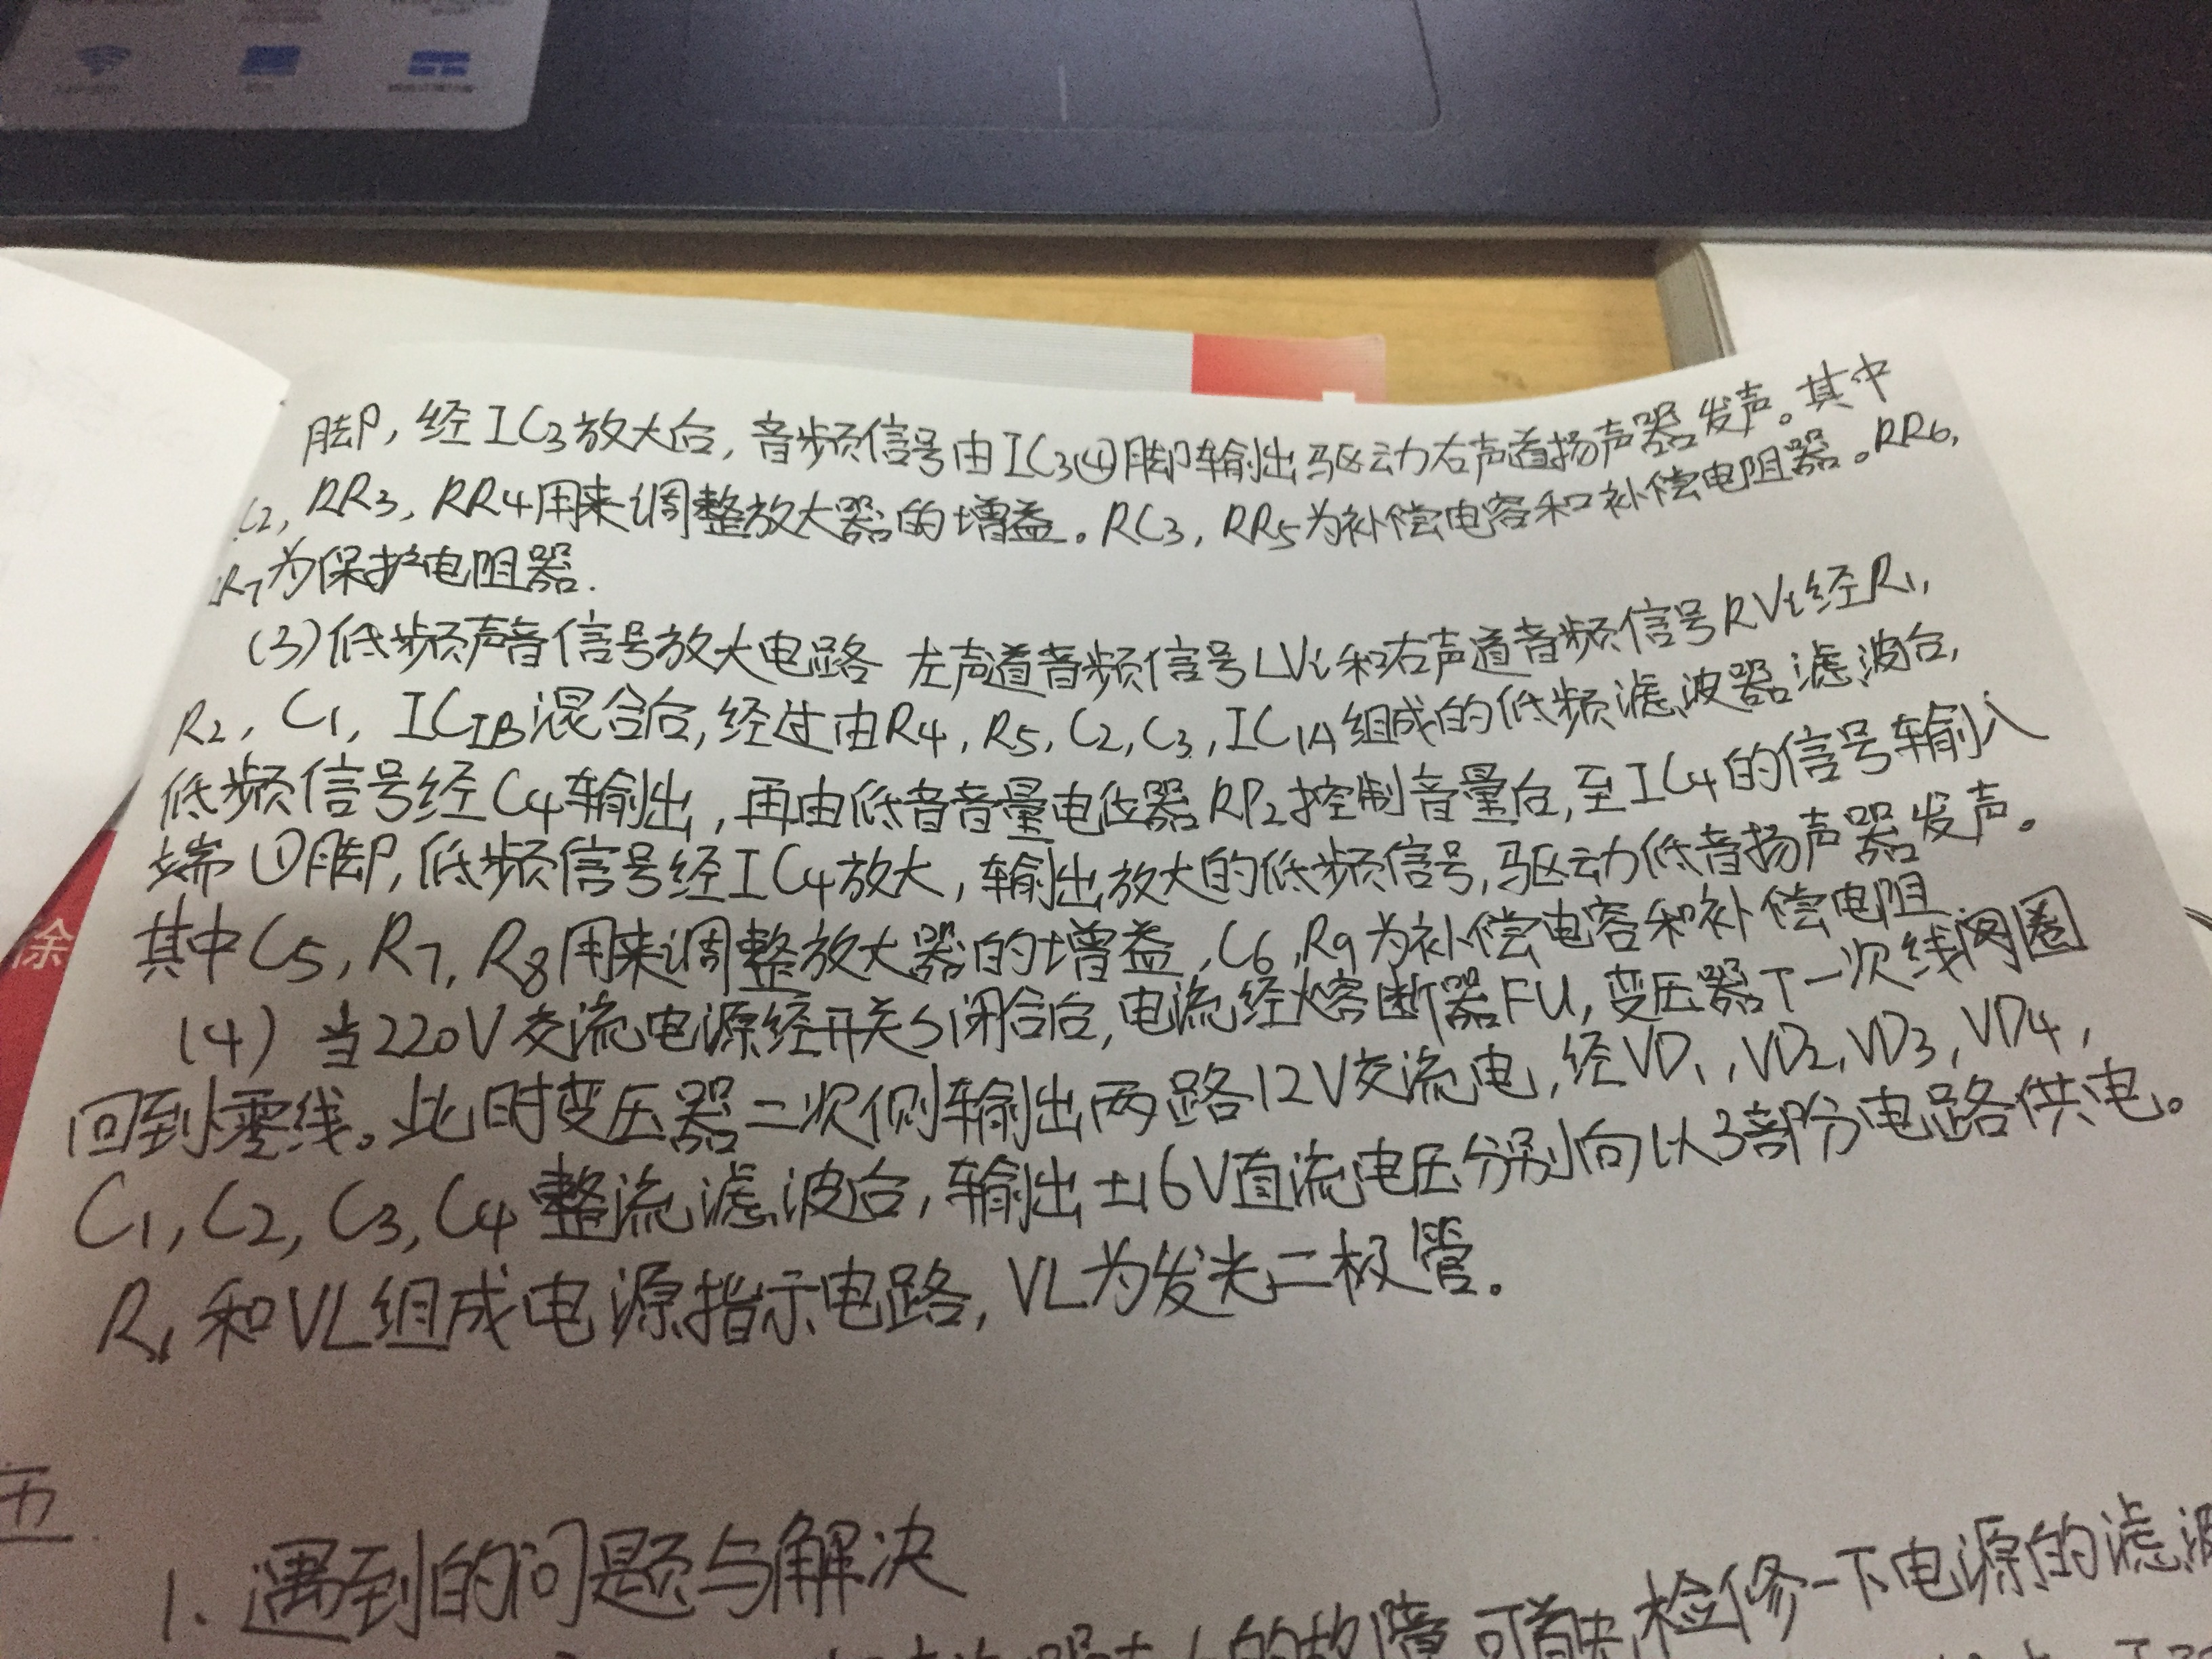 脚，经IC3放大后，音频信号由IC3④脚输出驱动右声道扬声器发声。其中
C2，RR3，RR4用来调整放大器的增益。RC3，RR5为补偿电容和补偿电阻器。RR6，
R7为保护电阻器.
(3)低频声音信号放大电路 左声道音频信号LVi和右声道音频信号RVi经R1，
R2，C1，IC1B混合后，经过由R4，R5，C2，C3，IC1A组成的低频滤波器滤波后，
低频信号经C4输出，再由低音音量电位器RP2控制音量后，至IC4的信号输入
端①脚，低频信号经IC4放大，输出放大的低频信号，驱动低音扬声器发声。
其中C5，R7，R8用来调整放大器的增益，C6，R9为补偿电容和补偿电阻.
(4) 当220V交流电源经开关S1闭合后，电流经熔断器FU，变压器T一次线圈
回到零线。此时变压器二次侧输出两路12V交流电，经VD1，VD2，VD3，VD4，
C1，C2，C3，C4整流滤波后，输出±16V直流电压分别向以3部分电路供电。
R1和VL组成电源指示电路，VL为发光二极管。
五.
1. 遇到的问题与解决
的故障 可首先检修一下电源的滤波
余